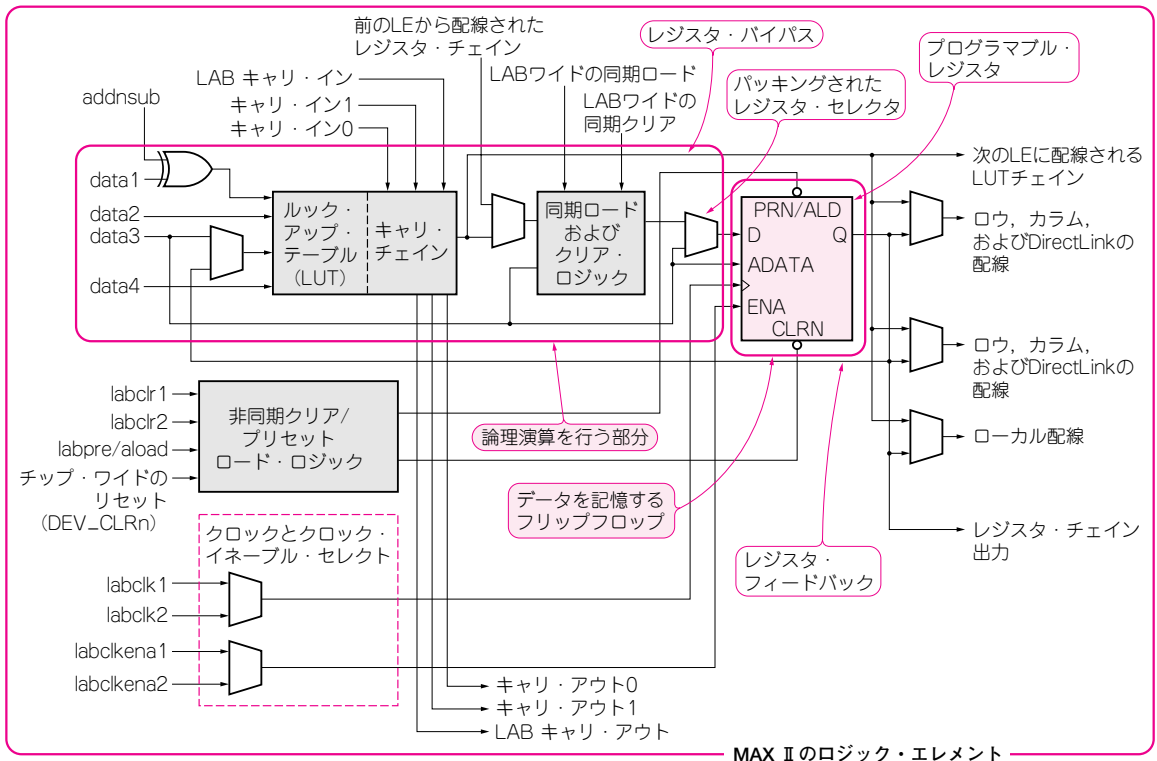 前のLEから配線された
レジスタ・チェイン
レジスタ・バイパス
プログラマブル・
レジスタ
LAB キャリ・イン
キャリ・イン1
キャリ・イン0
LABワイドの同期ロード
LABワイドの
同期クリア
パッキングされた
レジスタ・セレクタ
addnsub
data1
data2
data3
data4
ルック・
アップ・
テーブル
(LUT)
キャリ・
チェイン
同期ロード
および
クリア・
ロジック
PRN/ALD
D
Q
ADATA
ENA
CLRN
次のLEに配線される
LUTチェイン
ロウ，カラム，
およびDirectLinkの
配線
ロウ，カラム，
およびDirectLinkの
配線
ローカル配線
レジスタ・チェイン
出力
labclr1
labclr2
labpre/aload
チップ・ワイドの
リセット
(DEV_CLRn)
非同期クリア/
プリセット
ロード・ロジック
論理演算を行う部分
データを記憶する
フリップフロップ
レジスタ・
フィードバック
クロックとクロック・
イネーブル・セレクト
labclk1
labclk2
labclkena1
labclkena2
キャリ・アウト0
キャリ・アウト1
LAB キャリ・アウト
MAX Ⅱのロジック・エレメント